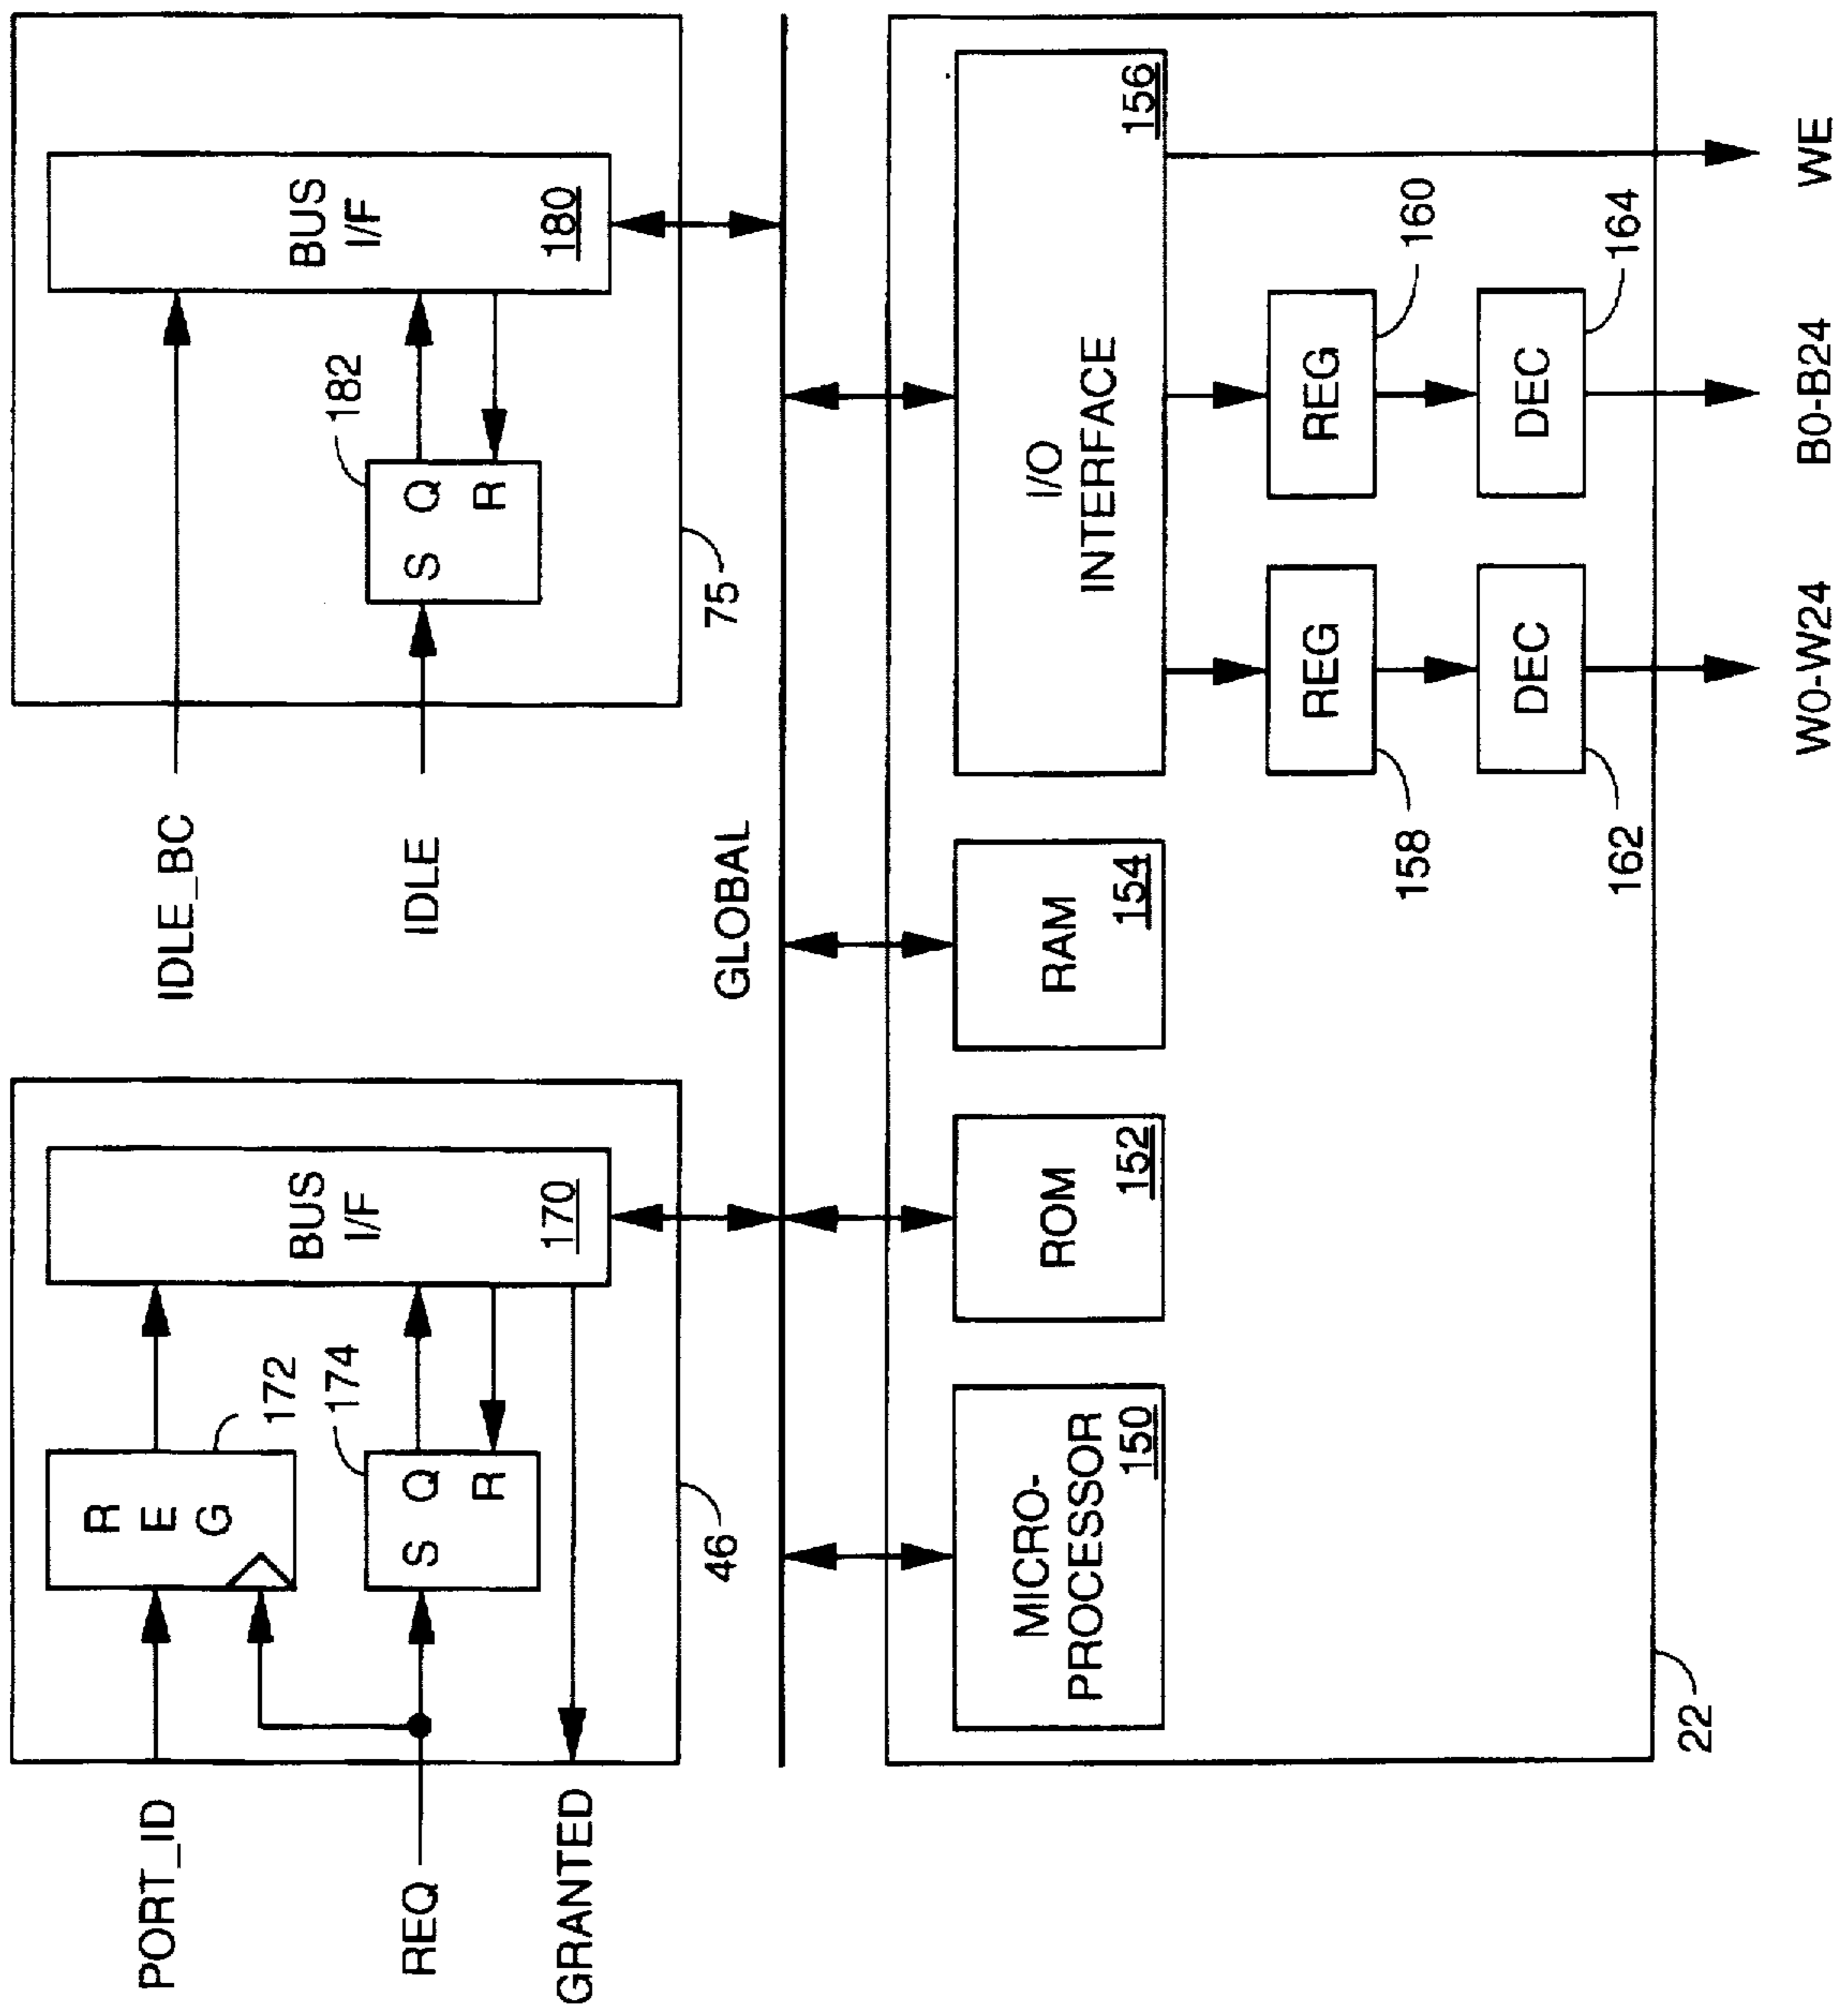 PORT_ID
REQ
GRANTED
R
E
G
172
S Q
R
174
BUS
I/F
170
46
IDLE_BC
IDLE
S Q
R
182
BUS
I/F
180
75
GLOBAL
MICRO-
PROCESSOR
150
ROM
152
RAM
154
I/O
INTERFACE
156
REG
158
REG
160
DEC
162
DEC
164
22
W0-W24
B0-B24
WE